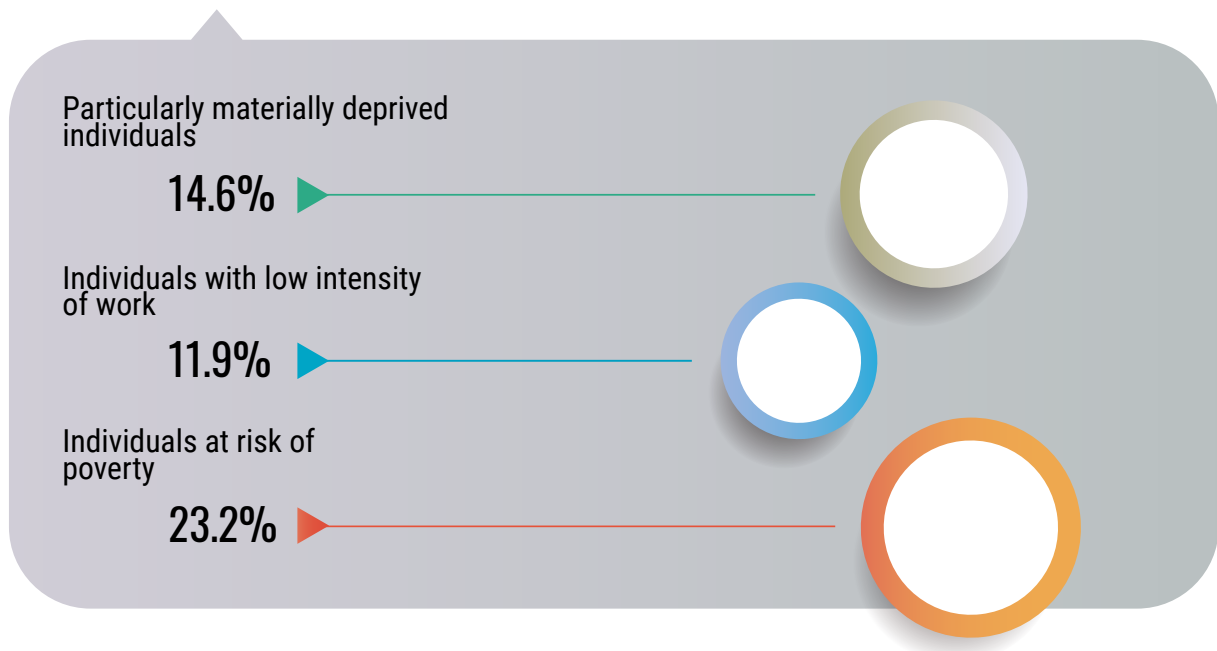 Particularly materially deprived
individuals
14.6%
Individuals with low intensity
of work
11.9%
Individuals at risk of
poverty
23.2%